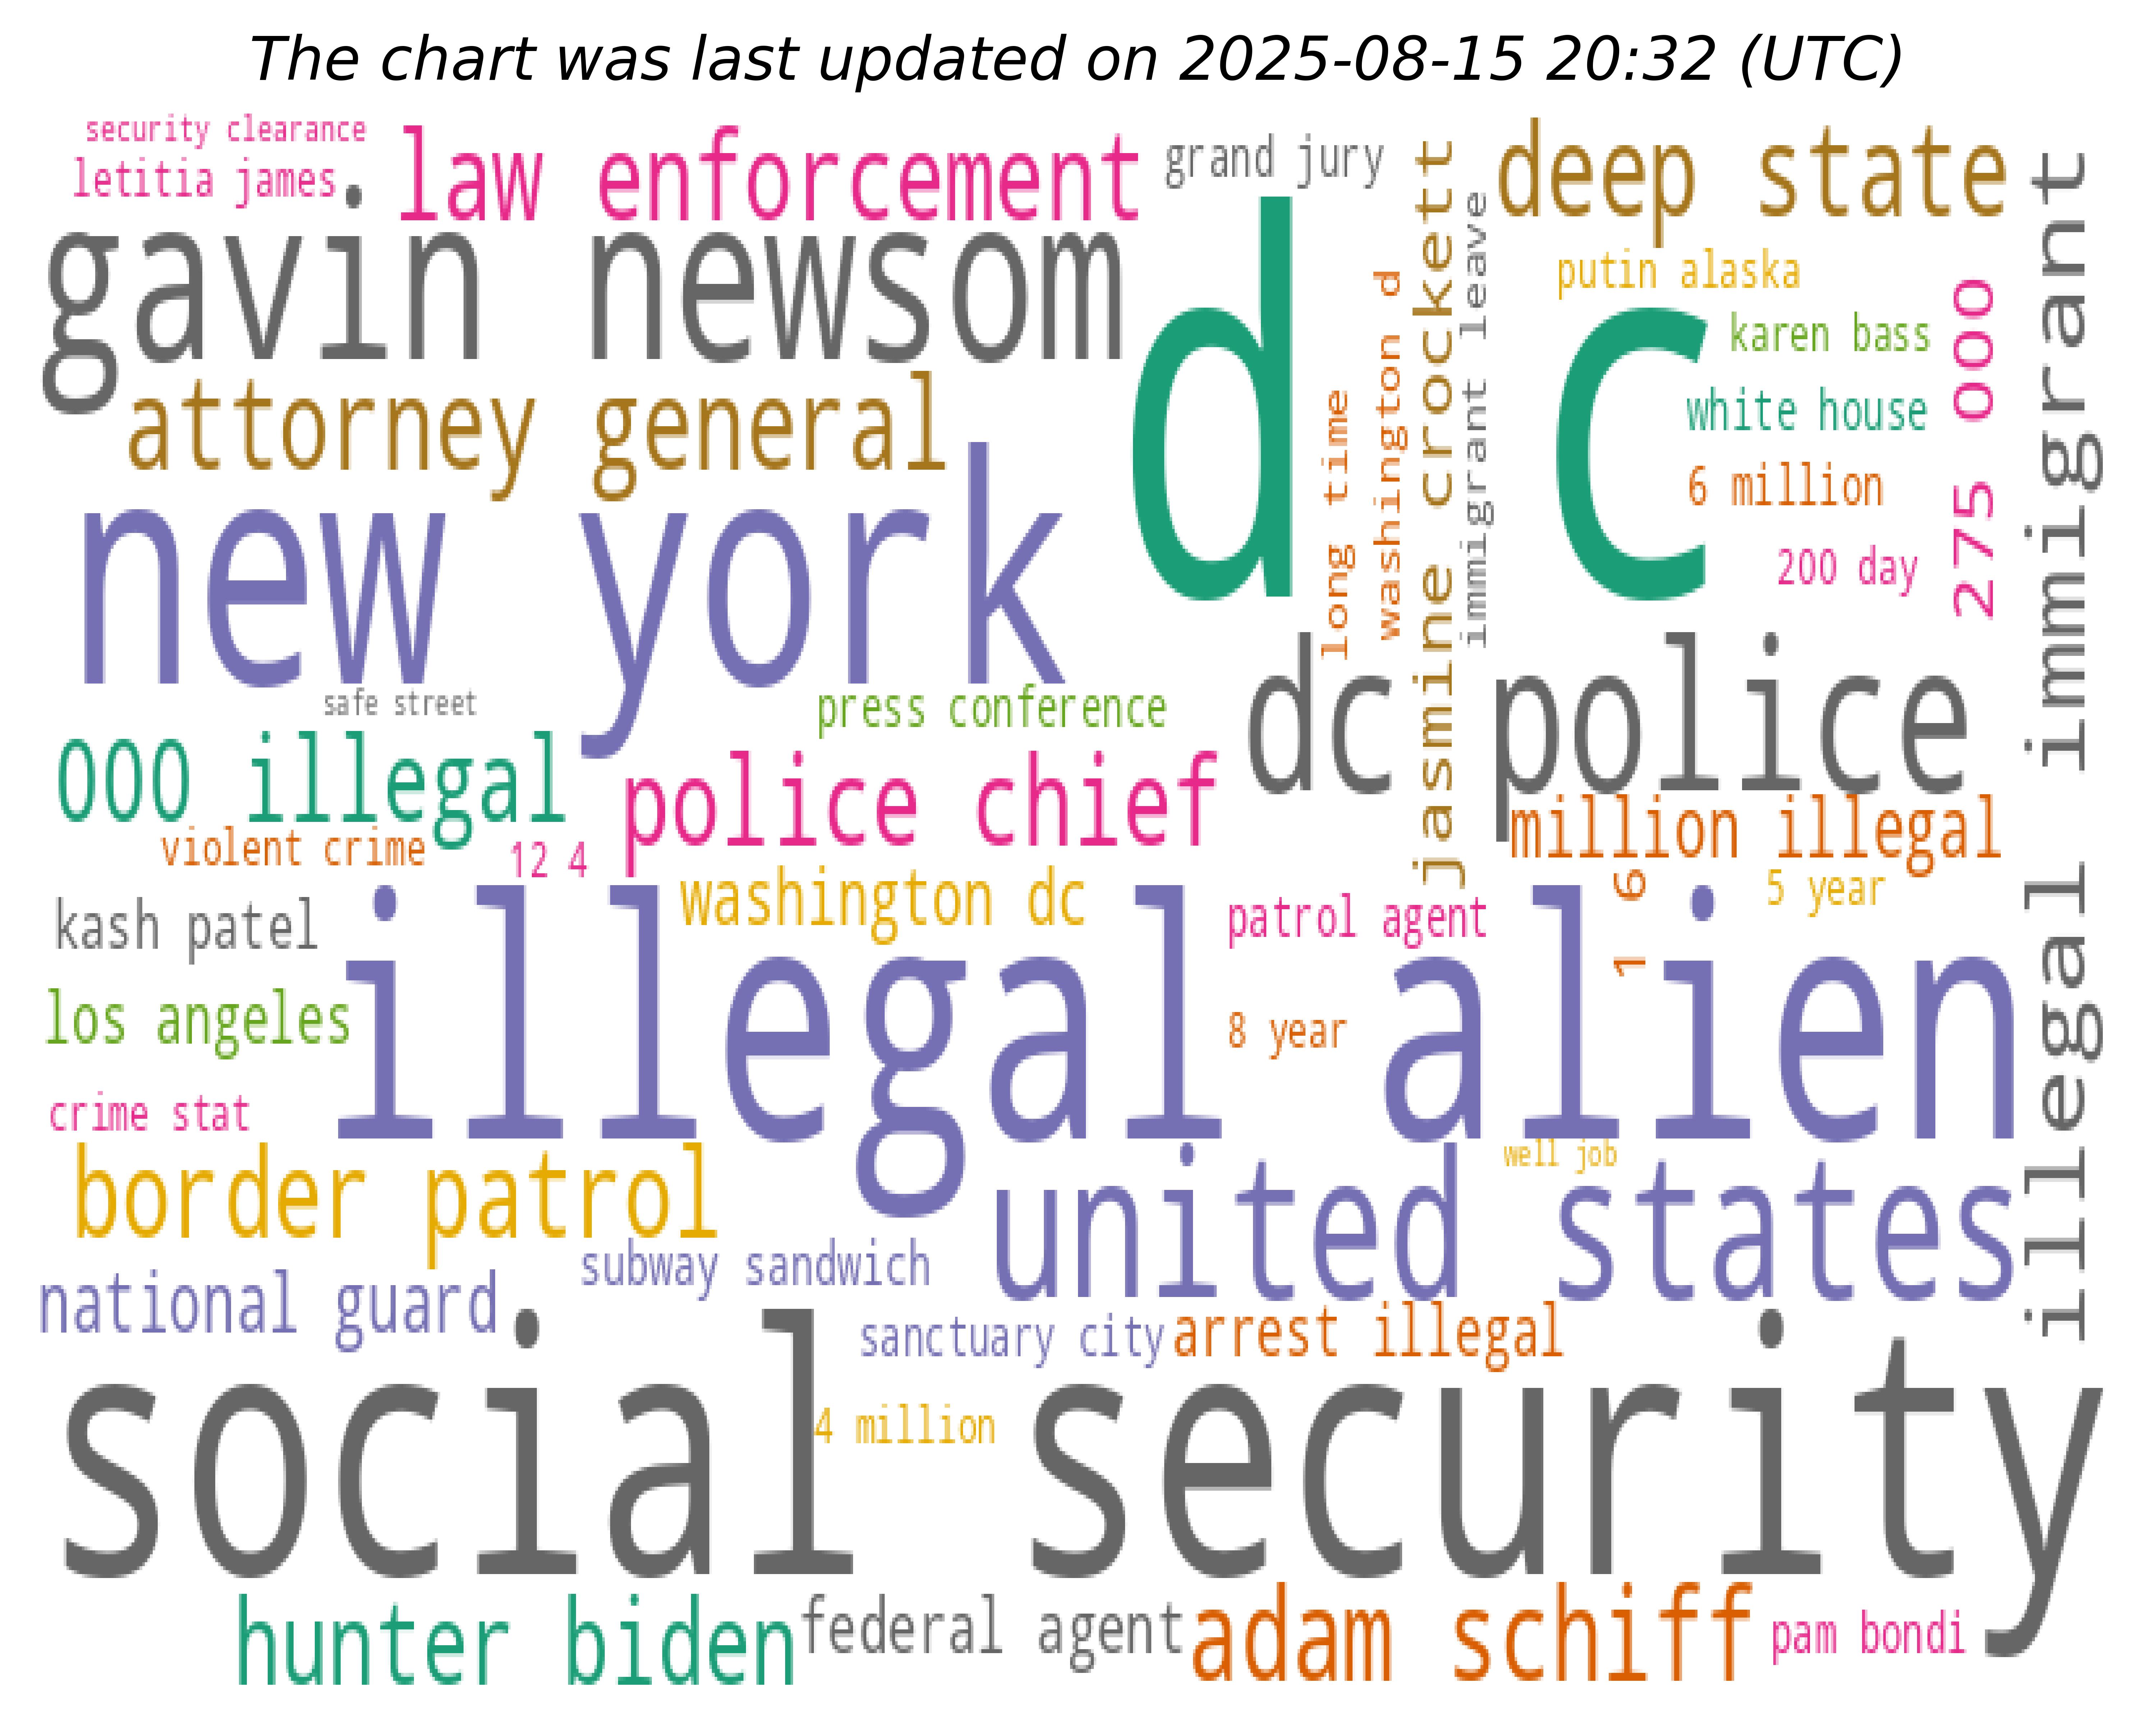 The chart was last updated on 2025-08-15 20:32 (UTC)
security clearance
letitia james
law enforcement
grand jury
deep state
gavin newsom
d c
putin alaska
karen bass
white house
6 million
200 day
275 000
illegal immigrant
long time
washington d
jasmine crockett
immigrant leave
attorney general
new york
safe street
press conference
dc police
000 illegal
police chief
million illegal
violent crime
12 4
washington dc
kash patel
patrol agent
1 6
5 year
illegal alien
los angeles
8 year
crime stat
border patrol
well job
united states
subway sandwich
national guard
sanctuary city
arrest illegal
social security
4 million
hunter biden
federal agent
adam schiff
pam bondi